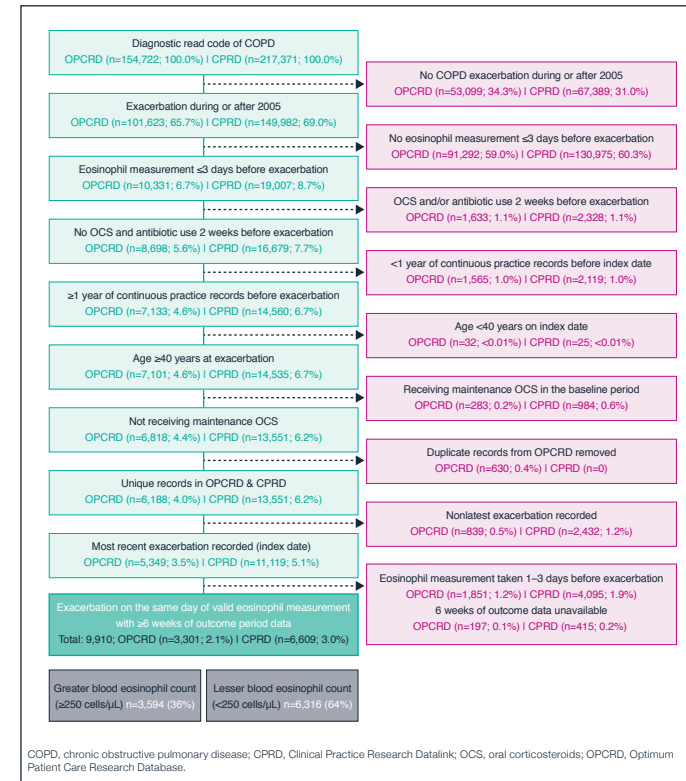 Diagnostic read code of COPD
OPCRD (n=154,722; 100.0%) | CPRD (n=217,371; 100.0%)
No COPD exacerbation during or after 2005
OPCRD (n=53,099; 34.3%) | CPRD (n=67,389; 31.0%)
Exacerbation during or after 2005
OPCRD (n=101,623; 65.7%) | CPRD (n=149,982; 69.0%)
No eosinophil measurement ≤3 days before exacerbation
OPCRD (n=91,292; 59.0%) | CPRD (n=130,975; 60.3%)
Eosinophil measurement ≤3 days before exacerbation
OPCRD (n=10,331; 6.7%) | CPRD (n=19,007; 8.7%)
OCS and/or antibiotic use 2 weeks before exacerbation
OPCRD (n=1,633; 1.1%) | CPRD (n=2,328; 1.1%)
No OCS and antibiotic use 2 weeks before exacerbation
OPCRD (n=8,698; 5.6%) | CPRD (n=16,679; 7.7%)
<1 year of continuous practice records before index date
OPCRD (n=1,565; 1.0%) | CPRD (n=2,119; 1.0%)
≥1 year of continuous practice records before exacerbation
OPCRD (n=7,133; 4.6%) | CPRD (n=14,560; 6.7%)
Age <40 years on index date
OPCRD (n=32; <0.01%) | CPRD (n=25; <0.01%)
Age ≥40 years at exacerbation
OPCRD (n=7,101; 4.6%) | CPRD (n=14,535; 6.7%)
Receiving maintenance OCS in the baseline period
OPCRD (n=283; 0.2%) | CPRD (n=984; 0.6%)
Not receiving maintenance OCS
OPCRD (n=6,818; 4.4%) | CPRD (n=13,551; 6.2%)
Duplicate records from OPCRD removed
OPCRD (n=630; 0.4%) | CPRD (n=0)
Unique records in OPCRD & CPRD
OPCRD (n=6,188; 4.0%) | CPRD (n=13,551; 6.2%)
Nonlatest exacerbation recorded
OPCRD (n=839; 0.5%) | CPRD (n=2,432; 1.2%)
Most recent exacerbation recorded (index date)
OPCRD (n=5,349; 3.5%) | CPRD (n=11,119; 5.1%)
Eosinophil measurement taken 1–3 days before exacerbation
OPCRD (n=1,851; 1.2%) | CPRD (n=4,095; 1.9%)
6 weeks of outcome data unavailable
OPCRD (n=197; 0.1%) | CPRD (n=415; 0.2%)
Exacerbation on the same day of valid eosinophil measurement
with ≥6 weeks of outcome period data
Total: 9,910; OPCRD (n=3,301; 2.1%) | CPRD (n=6,609; 3.0%)
Greater blood eosinophil count
(≥250 cells/µL) n=3,594 (36%)
Lesser blood eosinophil count
(<250 cells/µL) n=6,316 (64%)
COPD, chronic obstructive pulmonary disease; CPRD, Clinical Practice Research Datalink; OCS, oral corticosteroids; OPCRD, Optimum
Patient Care Research Database.